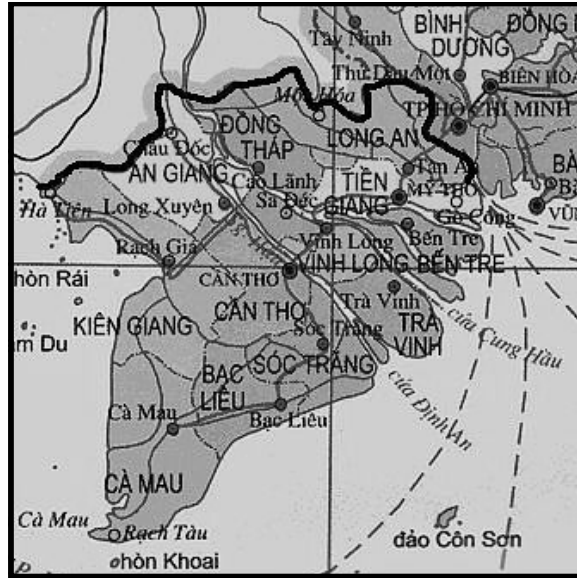 BÌNH
DƯƠNG
ĐỒNG
Tây Ninh
Thủ Dầu Một
BIÊN HÒA
Mộc Hóa
TP HỒ CHÍ MINH
ĐỒNG
THÁP
LONG AN
Châu Đốc
AN GIANG
Cao Lãnh
TIỀN
GIANG
Tân A
BÀ
Hà Tiên
Long Xuyên
Sa Đéc
MỸ THO
Gò Công
VŨN
Rạch Giá
Vĩnh Long
Bến Tre
hòn Rái
CẦN THƠ
VĨNH LONG
BẾN TRE
KIÊN GIANG
CẦN THƠ
Trà Vinh
TRÀ
VINH
cửa Cung Hầu
am Du
Sóc Trăng
BẠC
LIÊU
SÓC TRĂNG
cửa Định An
Cà Mau
Bạc Liêu
CÀ MAU
Cà Mau
Rạch Tàu
hòn Khoai
đảo Côn Sơn